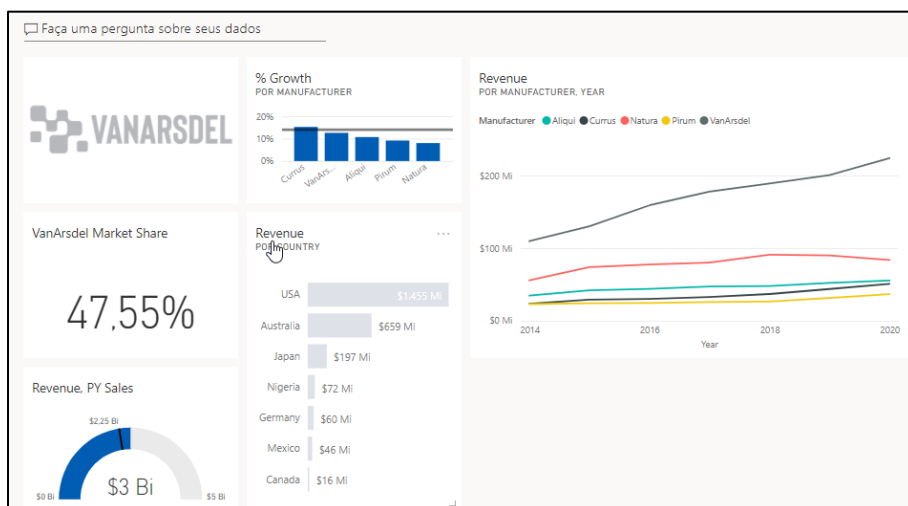 Faça uma pergunta sobre seus dados
VANARSDEL
% Growth
POR MANUFACTURER
20%
10%
0%
Currus
VanArs...
Aliqui
Pirum
Natura
Revenue
POR MANUFACTURER, YEAR
Manufacturer Aliqui Currus Natura Pirum VanArsdel
$200 Mi
$100 Mi
$0 Mi
2014 2016 2018 2020
Year
VanArsdel Market Share
47,55%
Revenue
POR COUNTRY
...
USA $1,455 Mi
Australia $659 Mi
Japan $197 Mi
Nigeria $72 Mi
Germany $60 Mi
Mexico $46 Mi
Canada $16 Mi
Revenue, PY Sales
$2,25 Bi
$3 Bi
$0 Bi
$5 Bi